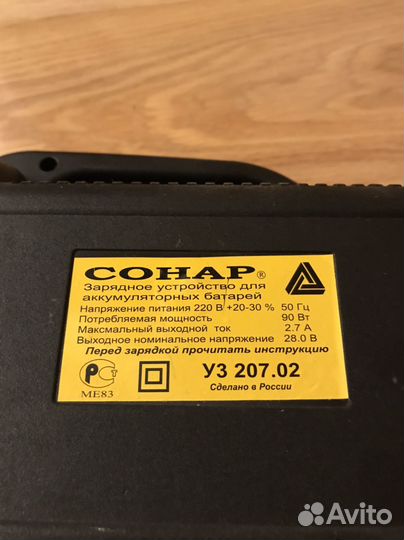 СОНАР®
Зарядное устройство для
аккумуляторных батарей
Напряжение питания 220 В +20-30 % 50 Гц
Потребляемая мощность 90 Вт
Максмальный выходной ток 2.7 А
Выходное номинальное напряжение 28.0 В
Перед зарядкой прочитать инструкцию
РСТ
МЕ83
УЗ 207.02
Сделано в России
Avito